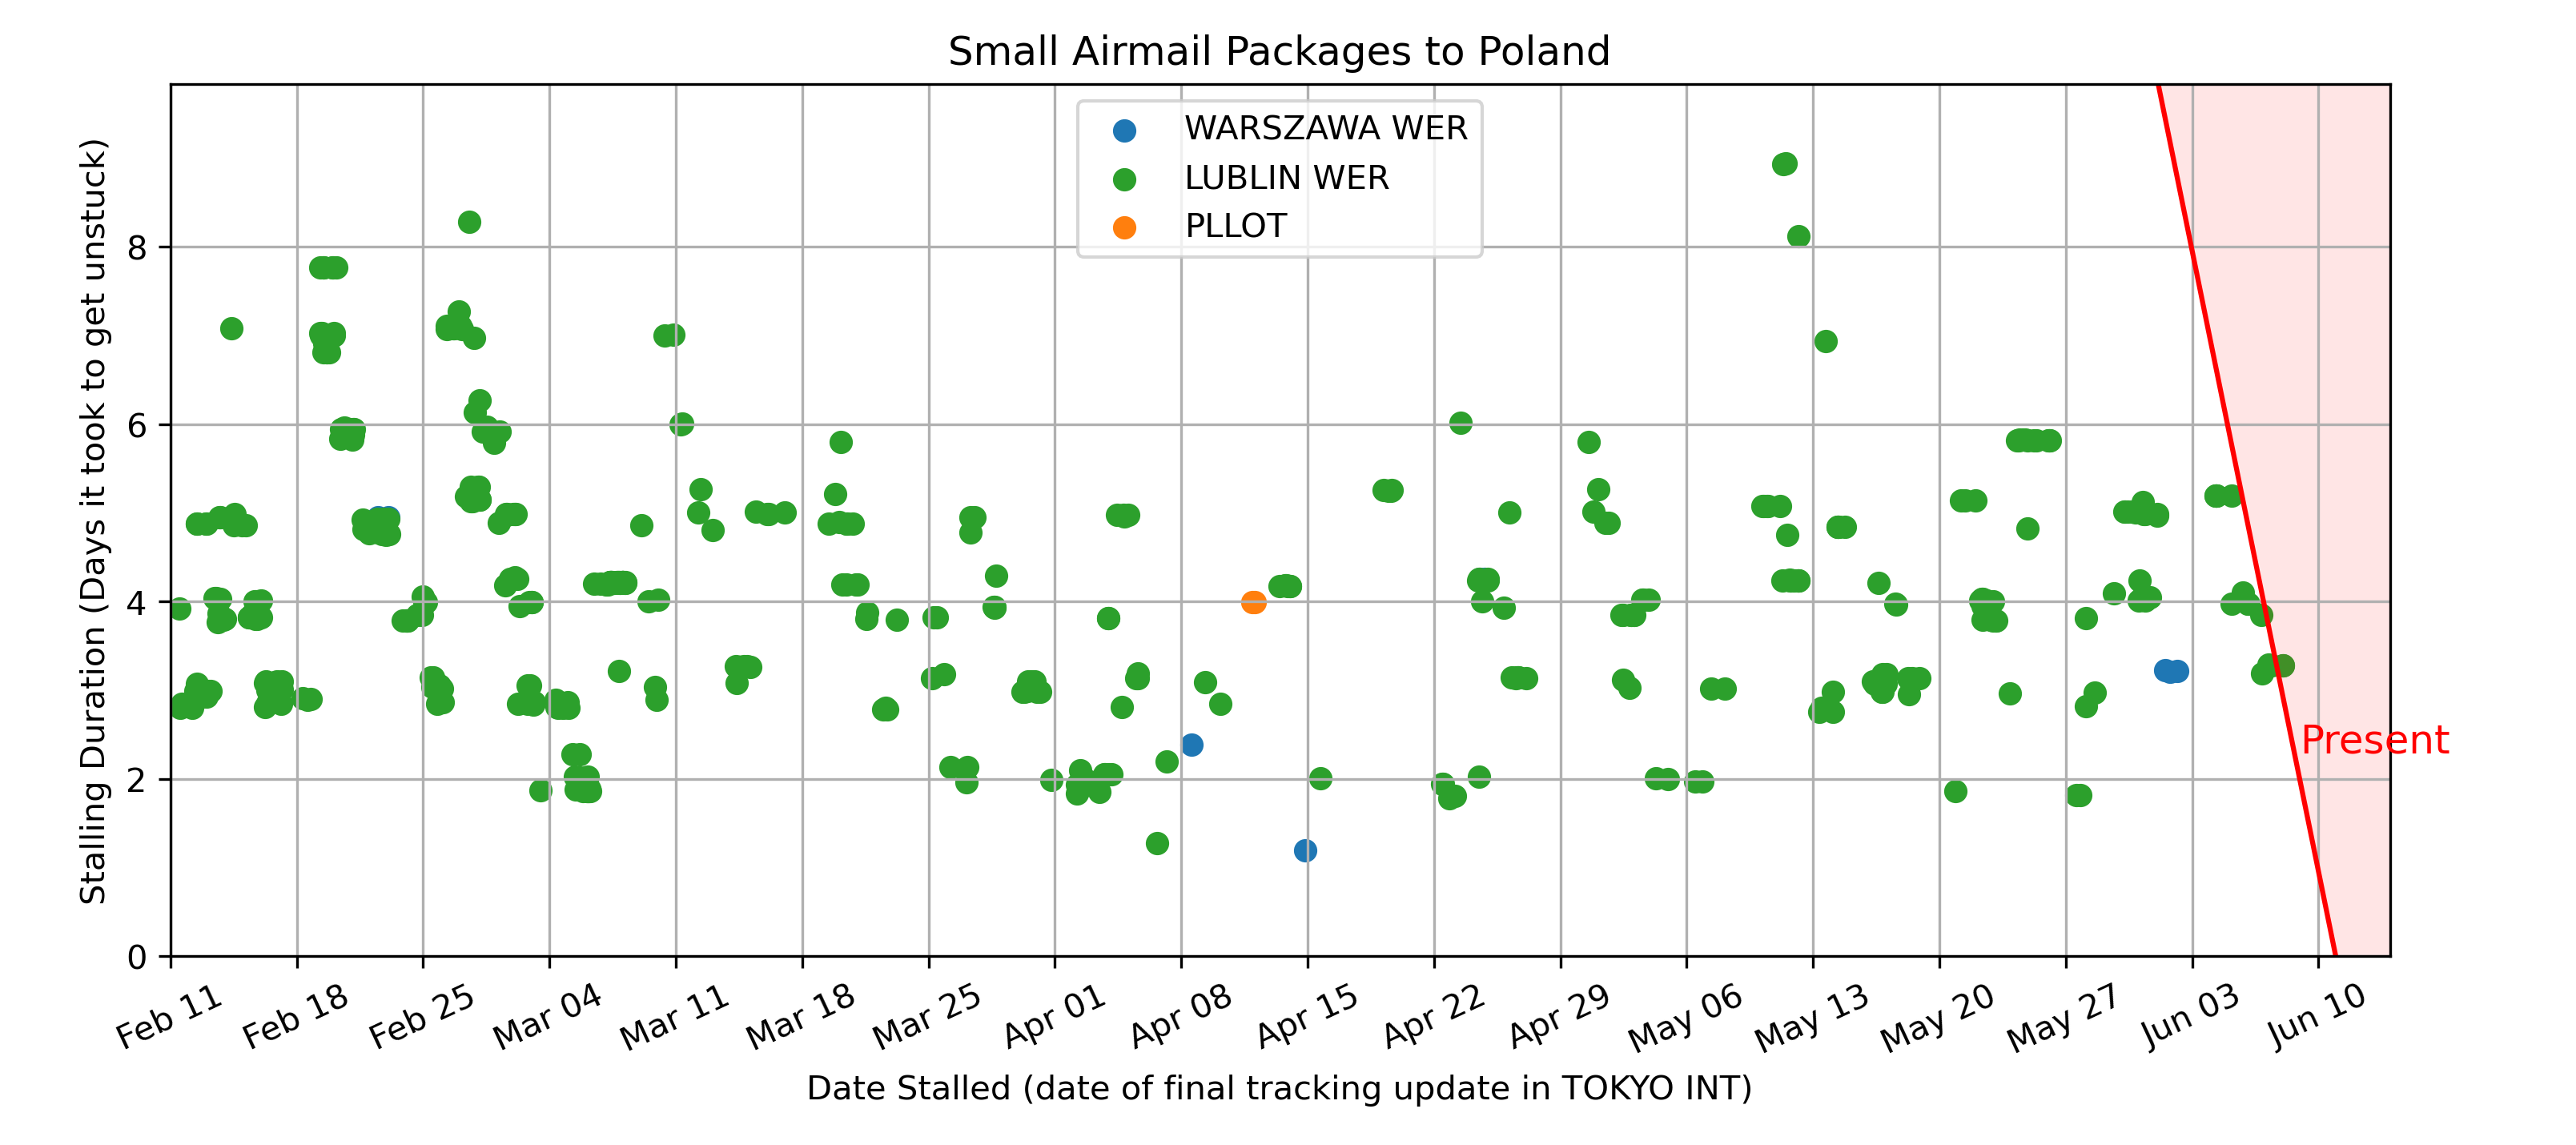 Small Airmail Packages to Poland
WARSZAWA WER
LUBLIN WER
PLLOT
Stalling Duration (Days it took to get unstuck)
8
6
4
2
0
Present
Feb 11
Feb 18
Feb 25
Mar 04
Mar 11
Mar 18
Mar 25
Apr 01
Apr 08
Apr 15
Apr 22
Apr 29
May 06
May 13
May 20
May 27
Jun 03
Jun 10
Date Stalled (date of final tracking update in TOKYO INT)